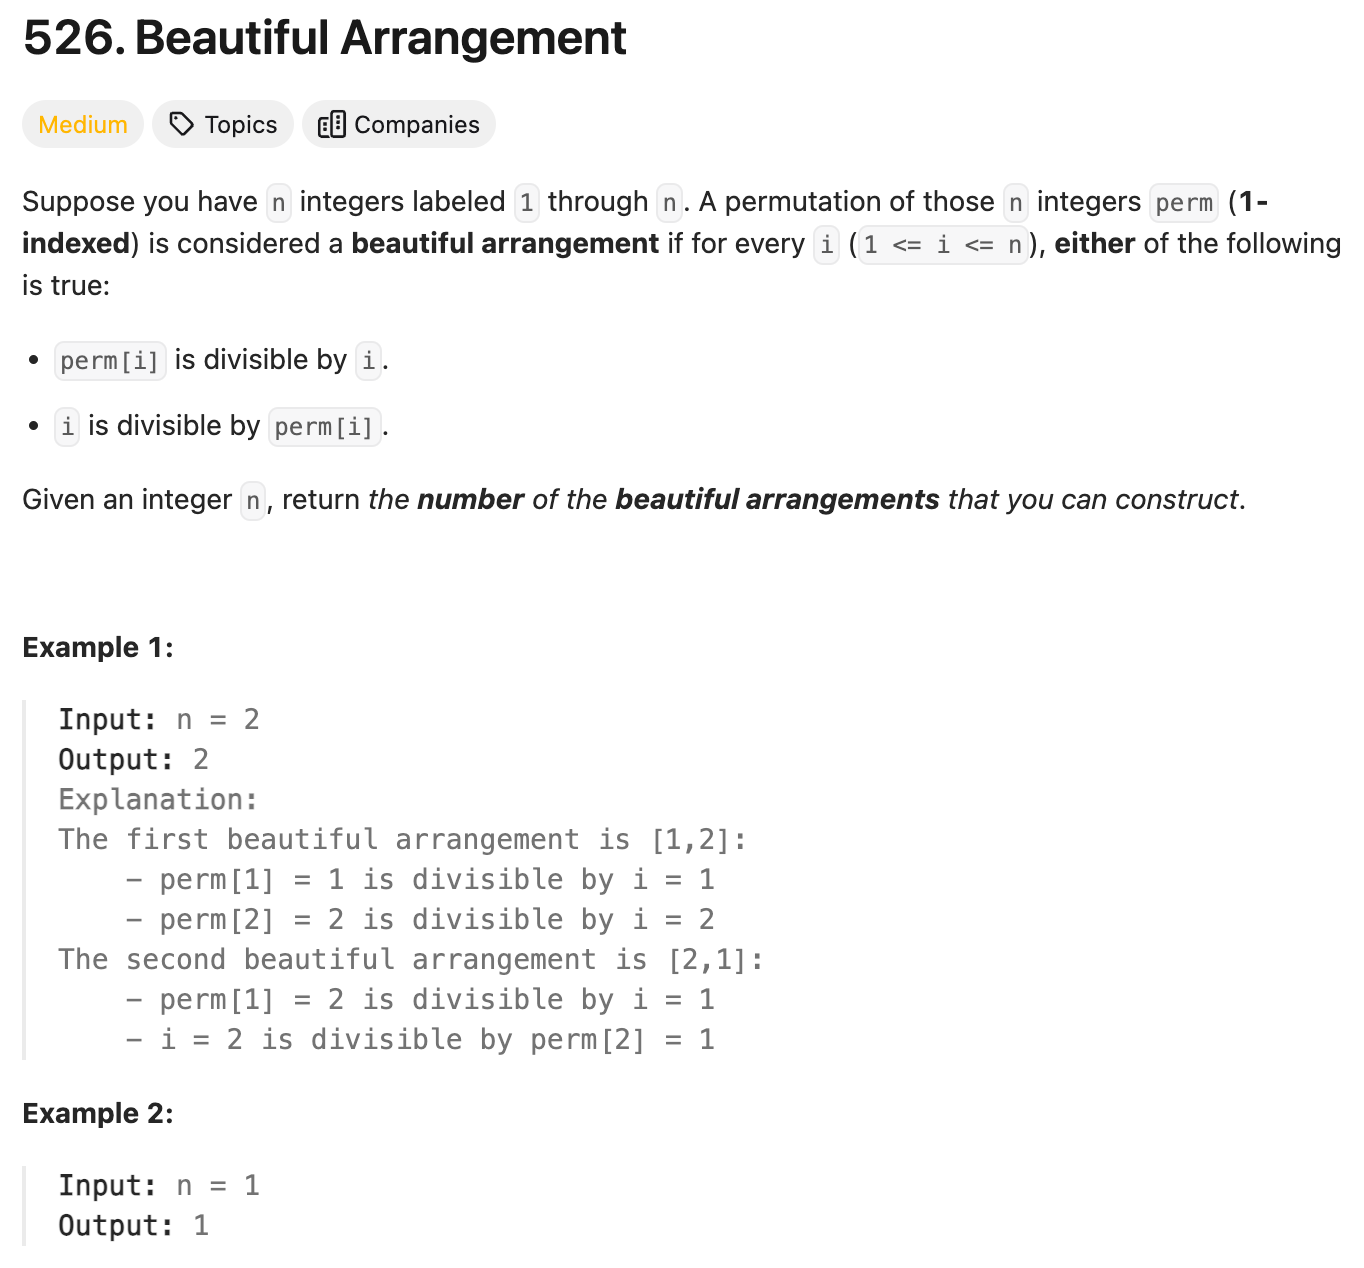 526. Beautiful Arrangement
Medium Topics Companies
Suppose you have n integers labeled 1 through n. A permutation of those n integers perm (1-
indexed) is considered a beautiful arrangement if for every i (1 <= i <= n), either of the following
is true:
• perm[i] is divisible by i.
• i is divisible by perm[i].
Given an integer n, return the number of the beautiful arrangements that you can construct.
Example 1:
Input: n = 2
Output: 2
Explanation:
The first beautiful arrangement is [1,2]:
    - perm[1] = 1 is divisible by i = 1
    - perm[2] = 2 is divisible by i = 2
The second beautiful arrangement is [2,1]:
    - perm[1] = 2 is divisible by i = 1
    - i = 2 is divisible by perm[2] = 1
Example 2:
Input: n = 1
Output: 1